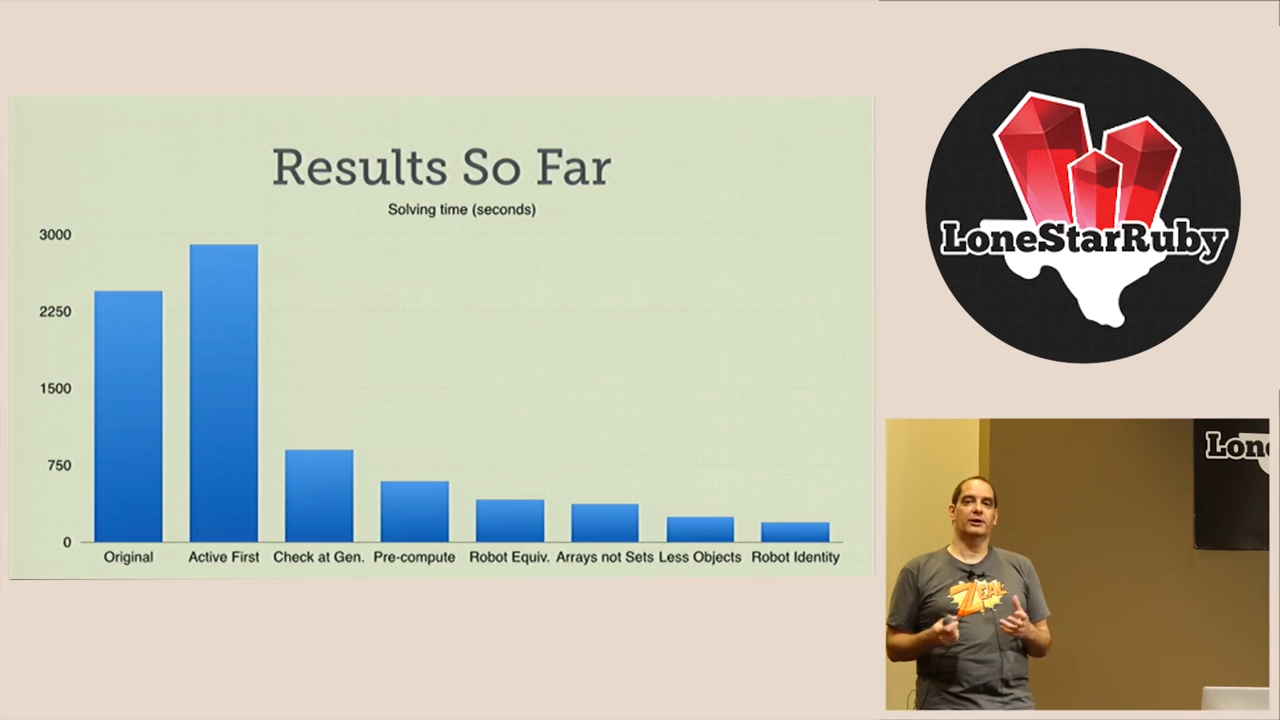 Results So Far
Solving time (seconds)
3000
2250
1500
750
0
Original Active First Check at Gen. Pre-compute Robot Equiv. Arrays not Sets Less Objects Robot Identity
LoneStarRuby
Lone
ZEAL